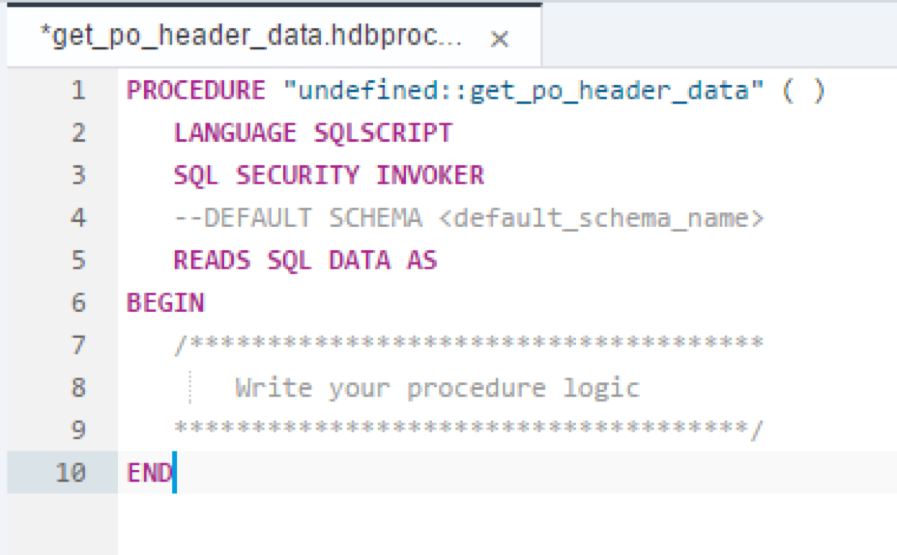 *get_po_header_data.hdbproc... ×
1 PROCEDURE "undefined::get_po_header_data" ( )
2 LANGUAGE SQLSCRIPT
3 SQL SECURITY INVOKER
4 --DEFAULT SCHEMA <default_schema_name>
5 READS SQL DATA AS
6 BEGIN
7 /*************************************
8 Write your procedure logic
9 *************************************/
10 END